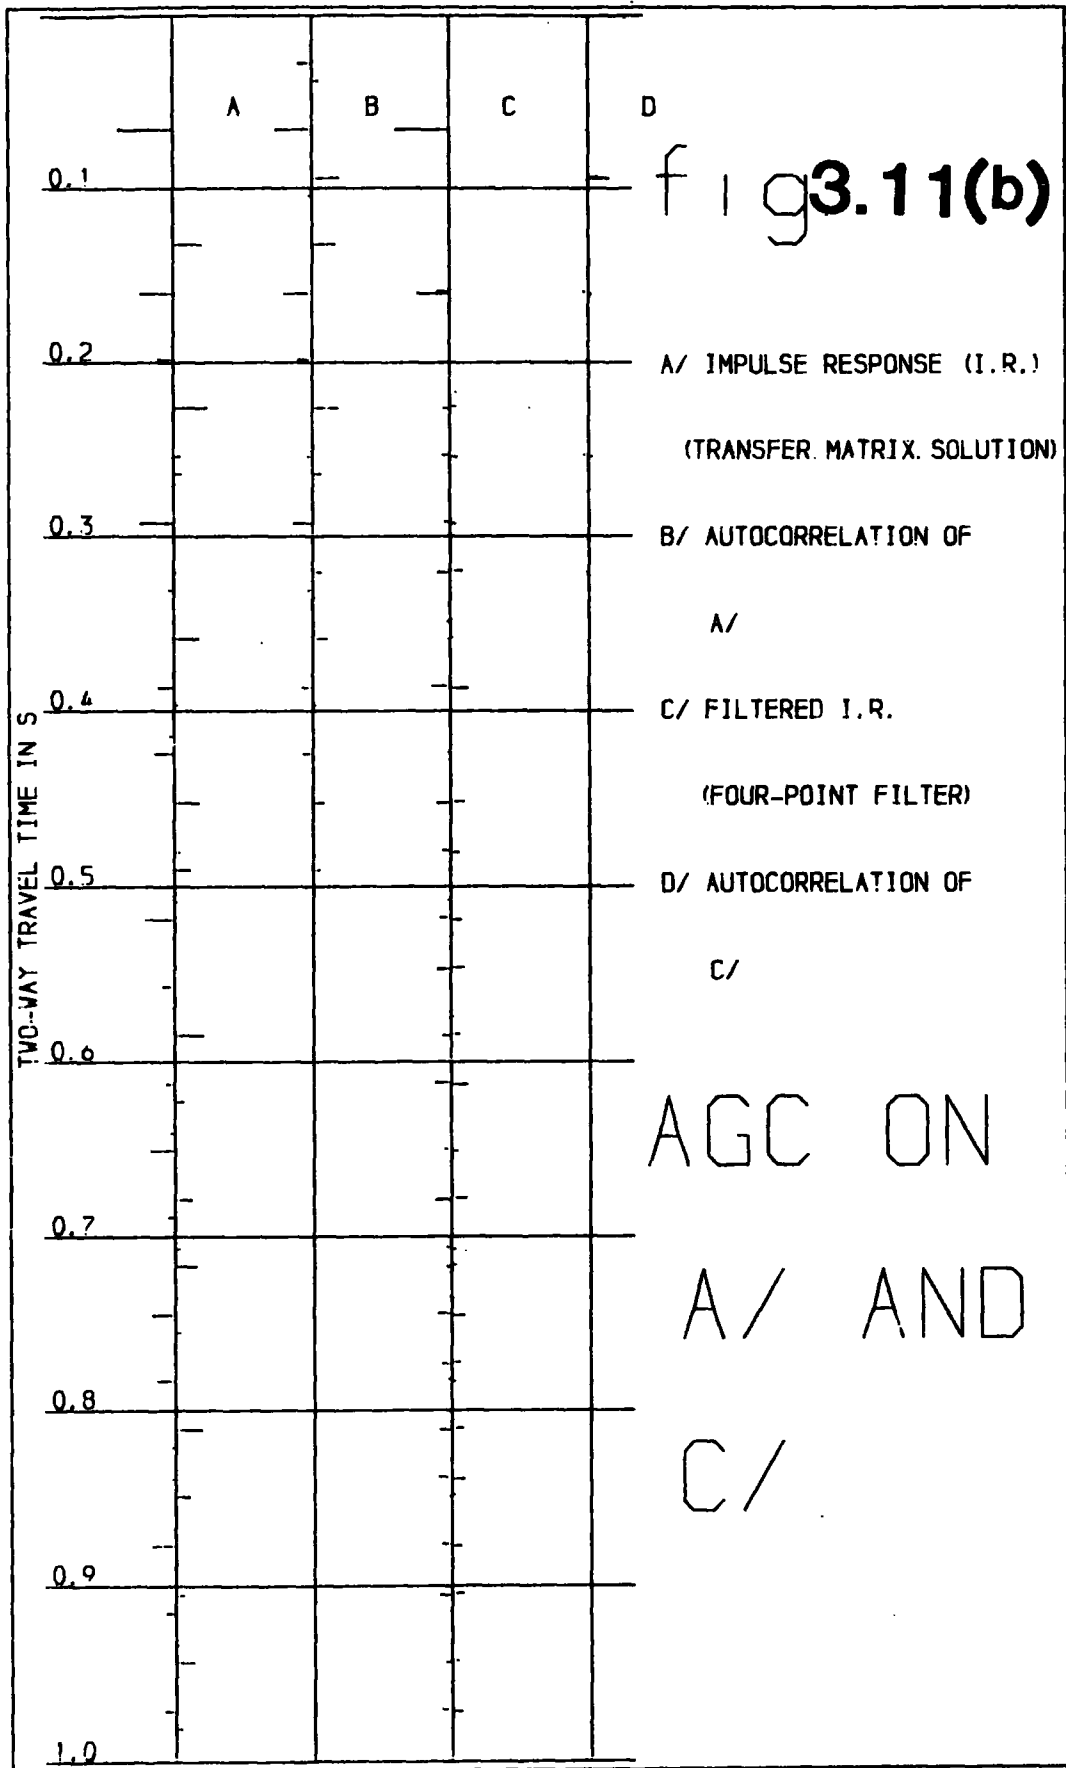 A B C D
fig3.11(b)
0.1
0.2
A/ IMPULSE RESPONSE (I.R.)
(TRANSFER. MATRIX. SOLUTION)
0.3
B/ AUTOCORRELATION OF
A/
0.4
C/ FILTERED I.R.
(FOUR-POINT FILTER)
0.5
D/ AUTOCORRELATION OF
C/
0.6
AGC ON
0.7
A/ AND
0.8
C/
0.9
1.0
TWO-WAY TRAVEL TIME IN S